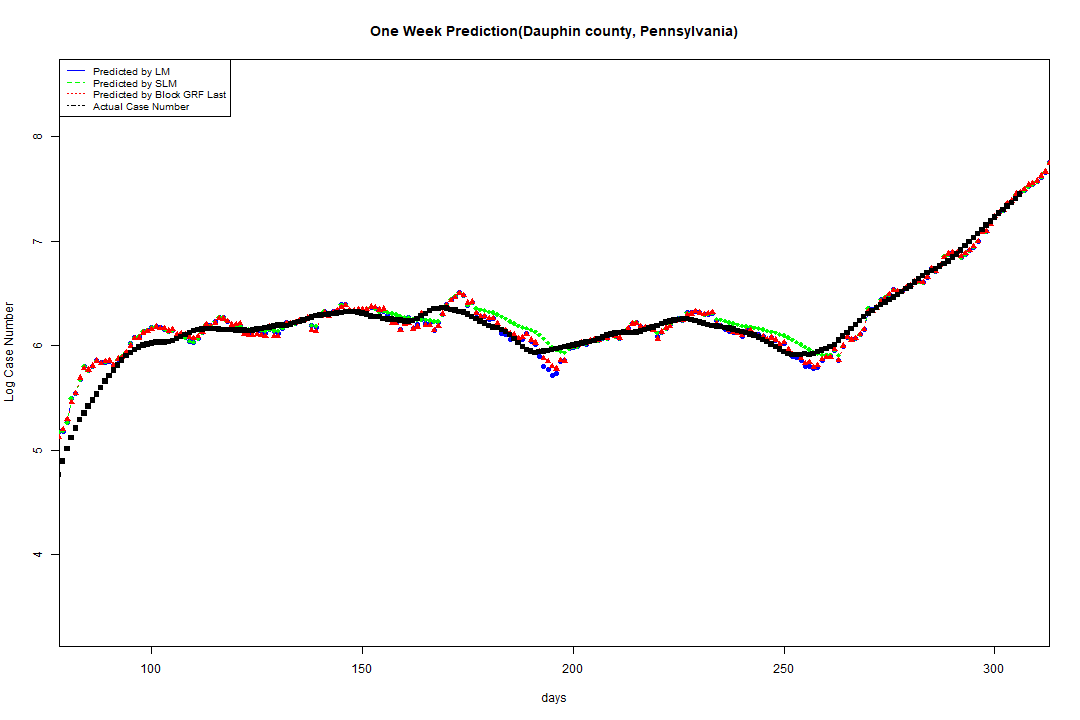 One Week Prediction(Dauphin county, Pennsylvania)
Predicted by LM
Predicted by SLM
Predicted by Block GRF Last
Actual Case Number
Log Case Number
8
7
6
5
4
100 150 200 250 300
days